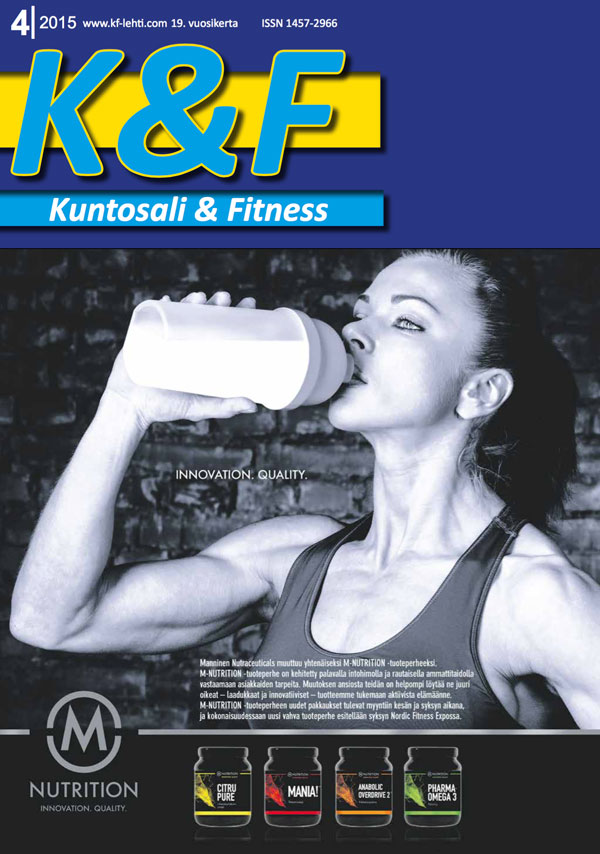 4 | 2015 www.kf-lehti.com 19. vuosikerta ISSN 1457-2966
K&F
Kuntosali & Fitness
INNOVATION. QUALITY.
Manninen Nutraceuticals muuttuu yhtenäiseksi M-NUTRITION -tuoteperheeksi.
M-NUTRITION -tuoteperhe on kehitetty palavalla intohimolla ja rautaisella ammattitaidolla
vastaamaan asiakkaiden tarpeita. Muutoksen ansiosta teidän on helpompi löytää ne juuri
oikeat – laadukkaat ja innovatiiviset – tuotteemme tukemaan aktiivista elämäänne.
M-NUTRITION -tuoteperheen uudet pakkaukset tulevat myyntiin kesän ja syksyn aikana,
ja kokonaisuudessaan uusi vahva tuoteperhe esitellään syksyn Nordic Fitness Expossa.
M
NUTRITION
INNOVATION. QUALITY.
NUTRITION
CITRU
PURE
NUTRITION
MANIA!
NUTRITION
ANABOLIC
OVERDRIVE 2
NUTRITION
PHARMA
OMEGA 3